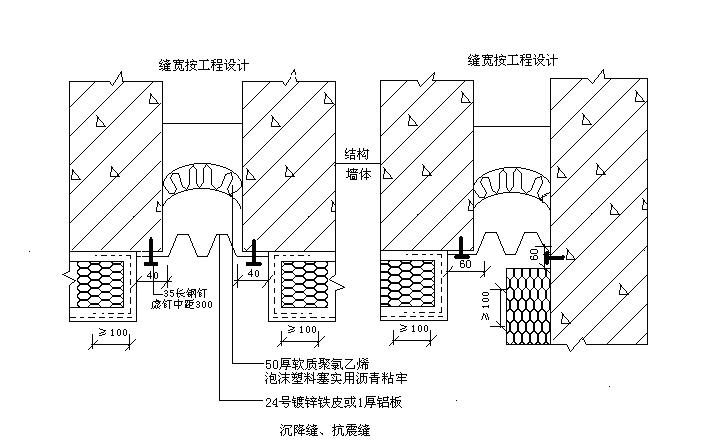 缝宽按工程设计
缝宽按工程设计
结构
墙体
40
40
60
60
35长钢钉
虑钉中距300
≥100
≥100
≥100
≥100
50厚软质聚氯乙烯
泡沫塑料塞实用沥青粘牢
24号镀锌铁皮或1厚铝板
沉降缝、抗震缝